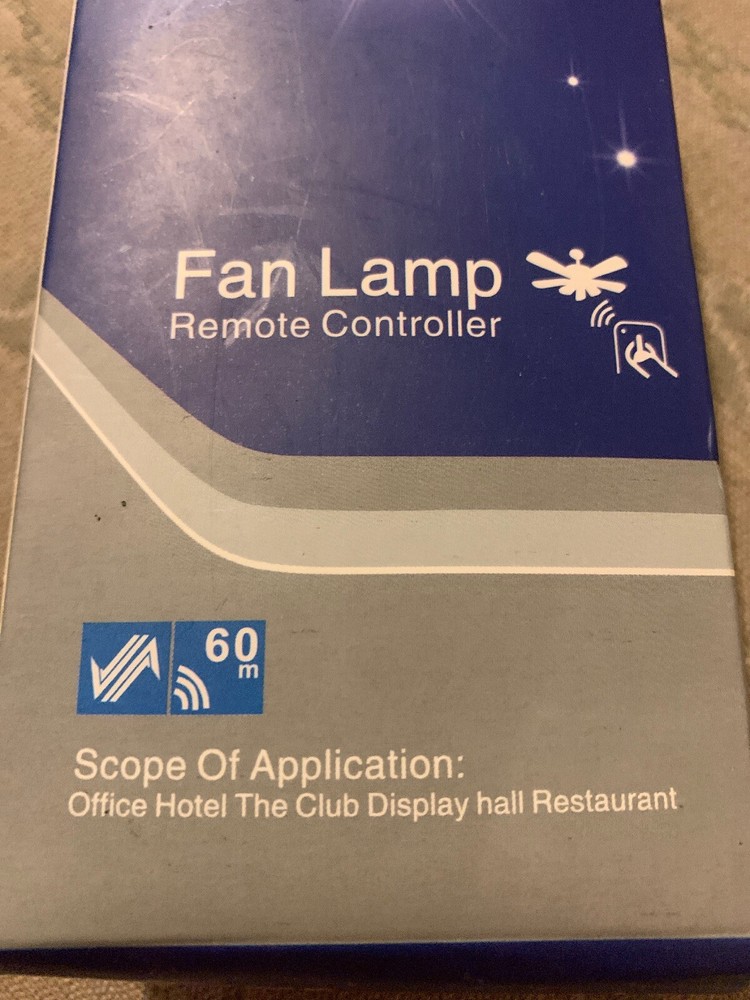 Fan Lamp
Remote Controller
60
m
Scope Of Application:
Office Hotel The Club Display hall Restaurant